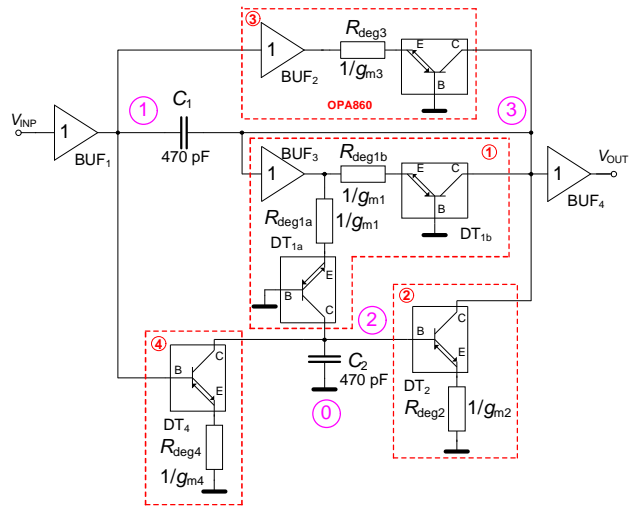 ③
R_deg3
E C
1
BUF₂
1/g_m3
B
OPA860
1
3
V_INP
1
BUF₁
C₁
470 pF
①
BUF₃
1
R_deg1b
E C
1/g_m1
B
DT_1b
V_OUT
1
BUF₄
R_deg1a
1/g_m1
DT_1a
E
B
C
②
2
C
B
E
DT₂
④
C
B
E
DT₄
C₂
470 pF
0
R_deg2
1/g_m2
R_deg4
1/g_m4